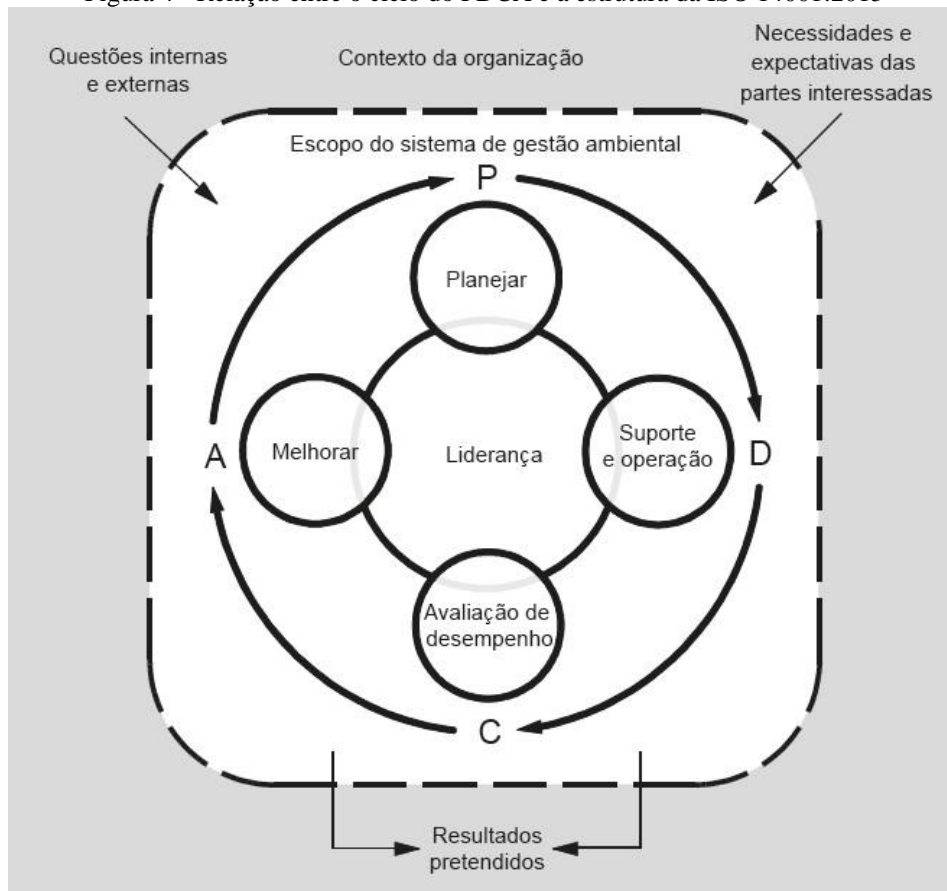 Questões internas
e externas
Contexto da organização
Necessidades e
expectativas das
partes interessadas
Escopo do sistema de gestão ambiental
P
Planejar
A
Melhorar
Liderança
Suporte
e operação
D
Avaliação de
desempenho
C
Resultados
pretendidos